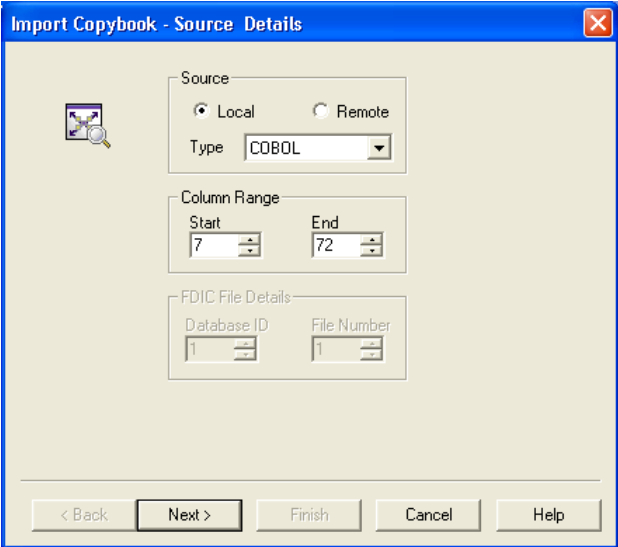 Import Copybook - Source Details
Source
Local Remote
Type COBOL
Column Range
Start End
7 72
FDIC File Details
Database ID File Number
1 1
< Back Next > Finish Cancel Help